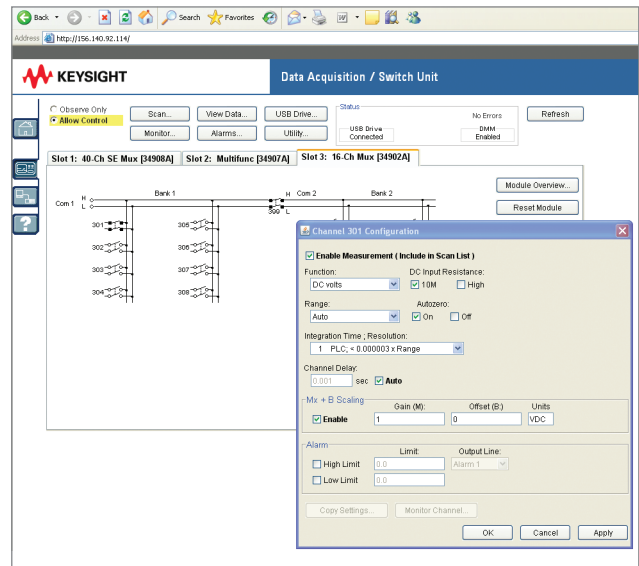 Back Search Favorites
Address http://156.140.92.114/
KEYSIGHT Data Acquisition / Switch Unit
Observe Only
Allow Control
Scan... View Data... USB Drive...
Monitor... Alarms... Utility...
Status
No Errors
USB Drive Connected
DMM Enabled
Refresh
Slot 1: 40-Ch SE Mux [34908A] Slot 2: Multifunc [34907A] Slot 3: 16-Ch Mux [34902A]
Module Overview...
Reset Module
Bank 1 H Com 2 Bank 2
Com 1 H
L
399 L
301 305
302 306
303 307
304 308
Channel 301 Configuration
Enable Measurement ( Include in Scan List )
Function: DC Input Resistance:
DC volts 10M High
Range: Autozero:
Auto On Off
Integration Time ; Resolution:
1 PLC; < 0.000003 x Range
Channel Delay:
0.001 sec Auto
Mx + B Scaling
Gain (M): Offset (B:) Units
Enable 1 0 VDC
Alarm
Limit: Output Line:
High Limit 0.0 Alarm 1
Low Limit 0.0
Copy Settings... Monitor Channel...
OK Cancel Apply